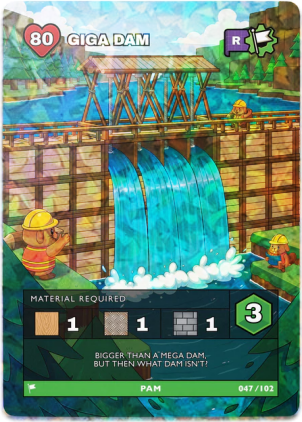 80 GIGA DAM
R
MATERIAL REQUIRED
1 1 1 3
BIGGER THAN A MEGA DAM,
BUT THEN WHAT DAM ISN'T?
PAM 047/102